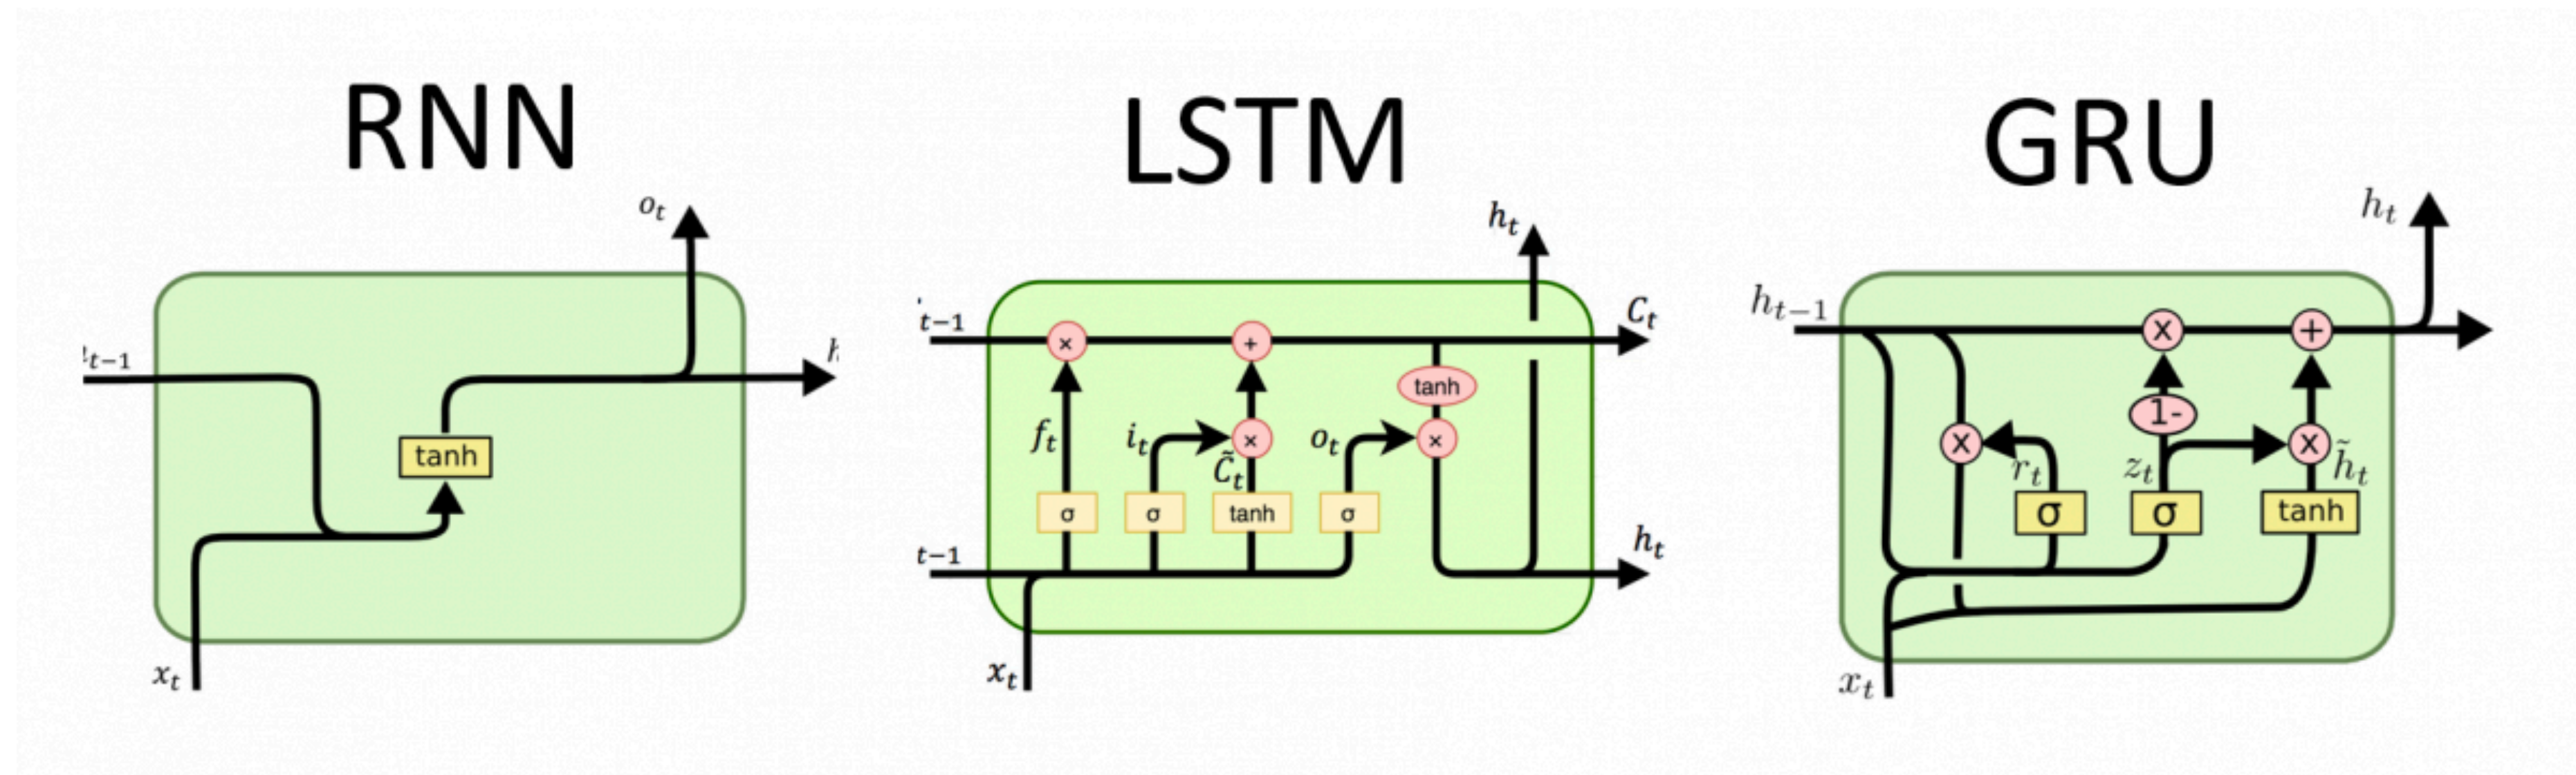 RNN
LSTM
GRU
oₜ
t−1
tanh
xₜ
hₜ
t−1
Cₜ
× +
tanh
fₜ iₜ × oₜ ×
C̃ₜ
σ σ tanh σ
t−1
hₜ
xₜ
hₜ
hₜ₋₁
x +
1-
x x
rₜ zₜ h̃ₜ
σ σ tanh
xₜ